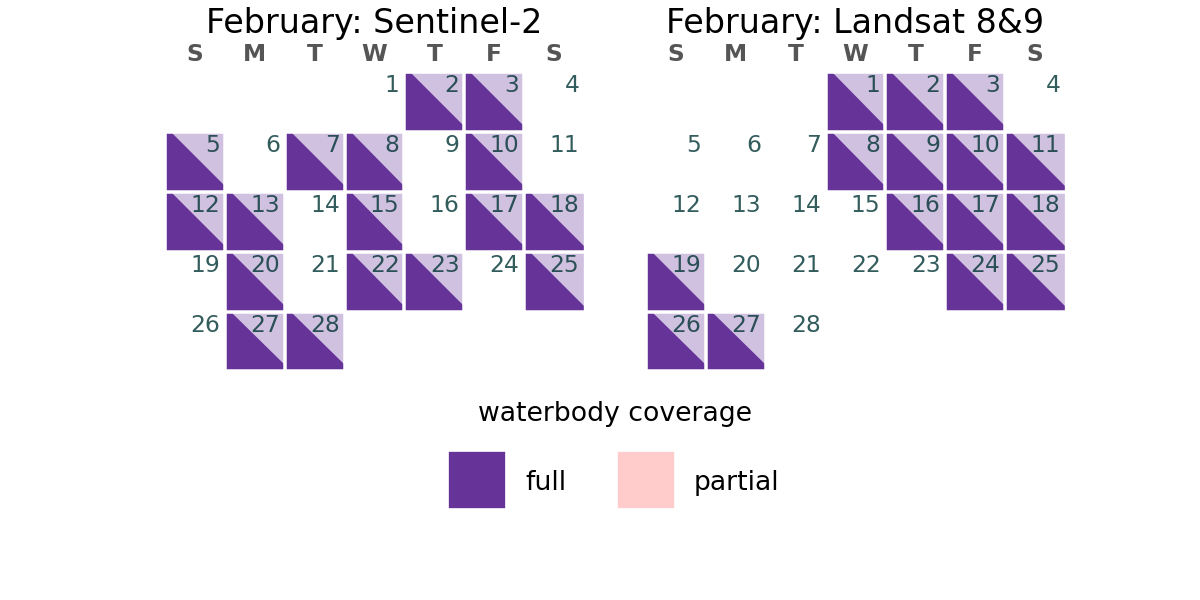 February: Sentinel-2
S M T W T F S
1 2 3 4
5 6 7 8 9 10 11
12 13 14 15 16 17 18
19 20 21 22 23 24 25
26 27 28
February: Landsat 8&9
S M T W T F S
1 2 3 4
5 6 7 8 9 10 11
12 13 14 15 16 17 18
19 20 21 22 23 24 25
26 27 28
waterbody coverage
full partial